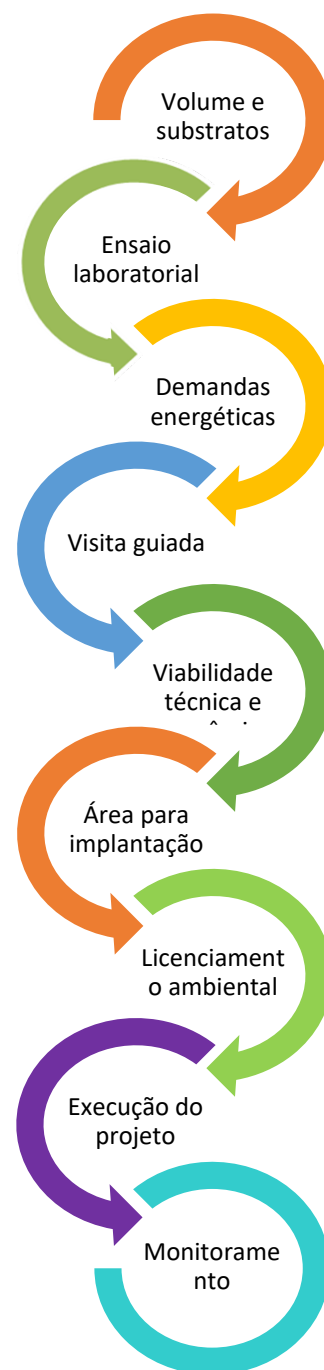 Volume e
substratos
Ensaio
laboratorial
Demandas
energéticas
Visita guiada
Viabilidade
técnica e
Área para
implantação
Licenciament
o ambiental
Execução do
projeto
Monitorame
nto